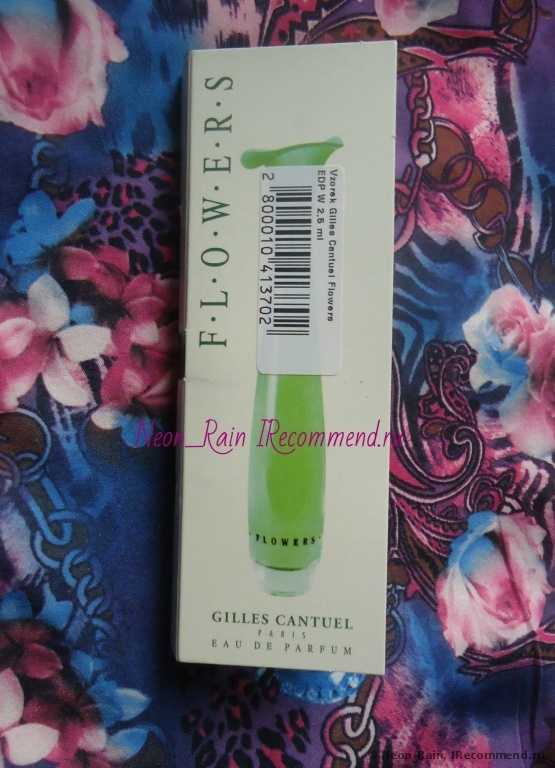 F·L·O·W·E·R·S
Vzorek Gilles Cantuel Flowers
EDP W 2,5 ml
2 800010 413702
Neon_Rain IRecommend.ru
FLOWERS
GILLES CANTUEL
PARIS
EAU DE PARFUM
© Neon_Rain, IRecommend.ru